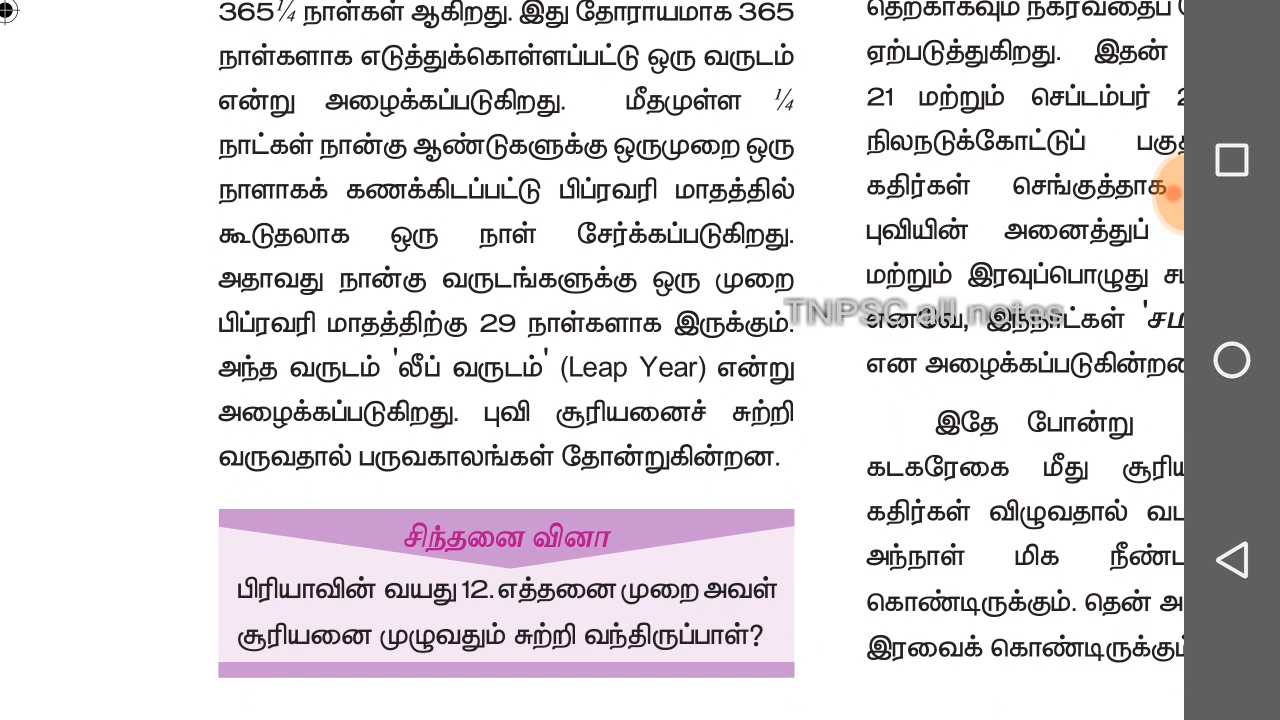 365¼ நாள்கள் ஆகிறது. இது தோராயமாக 365
நாள்களாக எடுத்துக்கொள்ளப்பட்டு ஒரு வருடம்
என்று அழைக்கப்படுகிறது. மீதமுள்ள ¼
நாட்கள் நான்கு ஆண்டுகளுக்கு ஒருமுறை ஒரு
நாளாகக் கணக்கிடப்பட்டு பிப்ரவரி மாதத்தில்
கூடுதலாக ஒரு நாள் சேர்க்கப்படுகிறது.
அதாவது நான்கு வருடங்களுக்கு ஒரு முறை
பிப்ரவரி மாதத்திற்கு 29 நாள்களாக இருக்கும்.
அந்த வருடம் 'லீப் வருடம்' (Leap Year) என்று
அழைக்கப்படுகிறது. புவி சூரியனைச் சுற்றி
வருவதால் பருவகாலங்கள் தோன்றுகின்றன.
சிந்தனை வினா
பிரியாவின் வயது 12. எத்தனை முறை அவள்
சூரியனை முழுவதும் சுற்றி வந்திருப்பாள்?
தெற்காகவும் நகர்வதைப்
ஏற்படுத்துகிறது. இதன்
21 மற்றும் செப்டம்பர்
நிலநடுக்கோட்டுப்
கதிர்கள் செங்குத்தாக
புவியின் அனைத்துப்
மற்றும் இரவுப்பொழுது
TNPSC all notes
எனவே, இந்நாட்கள்
என அழைக்கப்படுகின்றன
இதே போன்று
கடகரேகை மீது
கதிர்கள் விழுவதால்
அந்நாள் மிக
கொண்டிருக்கும். தென்
இரவைக் கொண்டிருக்கும்